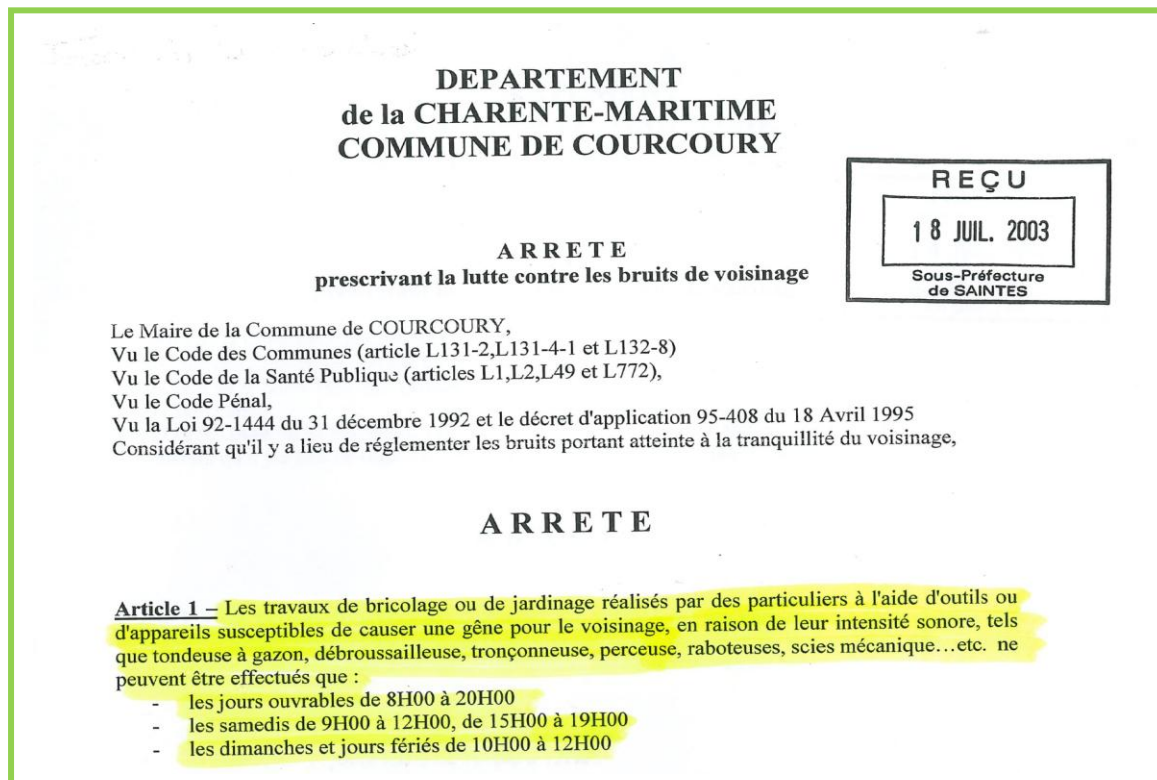 DEPARTEMENT
de la CHARENTE-MARITIME
COMMUNE DE COURCOURY
REÇU
18 JUIL. 2003
Sous-Préfecture
de SAINTES
ARRETE
prescrivant la lutte contre les bruits de voisinage
Le Maire de la Commune de COURCOURY,
Vu le Code des Communes (article L131-2,L131-4-1 et L132-8)
Vu le Code de la Santé Publique (articles L1,L2,L49 et L772),
Vu le Code Pénal,
Vu la Loi 92-1444 du 31 décembre 1992 et le décret d'application 95-408 du 18 Avril 1995
Considérant qu'il y a lieu de réglementer les bruits portant atteinte à la tranquillité du voisinage,
ARRETE
Article 1 – Les travaux de bricolage ou de jardinage réalisés par des particuliers à l'aide d'outils ou
d'appareils susceptibles de causer une gêne pour le voisinage, en raison de leur intensité sonore, tels
que tondeuse à gazon, débroussailleuse, tronçonneuse, perceuse, raboteuses, scies mécanique…etc. ne
peuvent être effectués que :
- les jours ouvrables de 8H00 à 20H00
- les samedis de 9H00 à 12H00, de 15H00 à 19H00
- les dimanches et jours fériés de 10H00 à 12H00